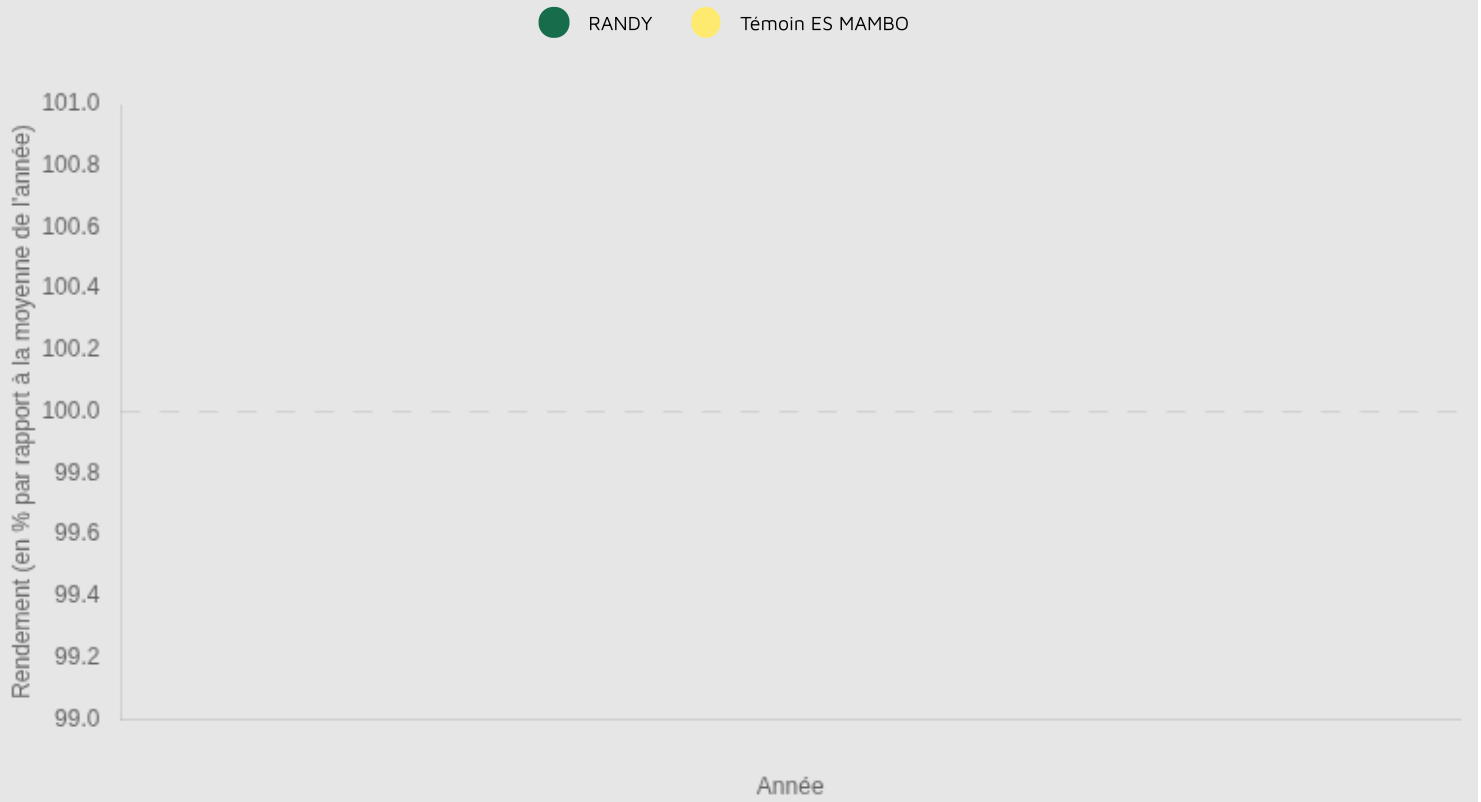 RANDY
Témoin ES MAMBO
Rendement (en % par rapport à la moyenne de l'année)
101.0
100.8
100.6
100.4
100.2
100.0
99.8
99.6
99.4
99.2
99.0
Année